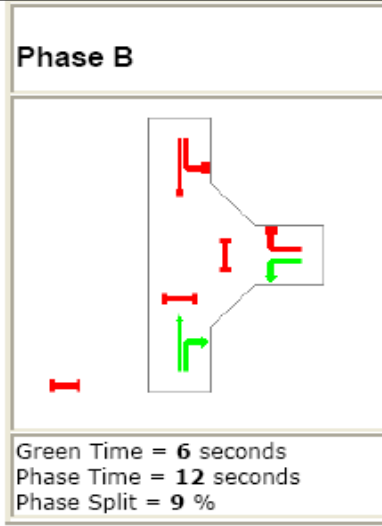 Phase B
Green Time = 6 seconds
Phase Time = 12 seconds
Phase Split = 9 %